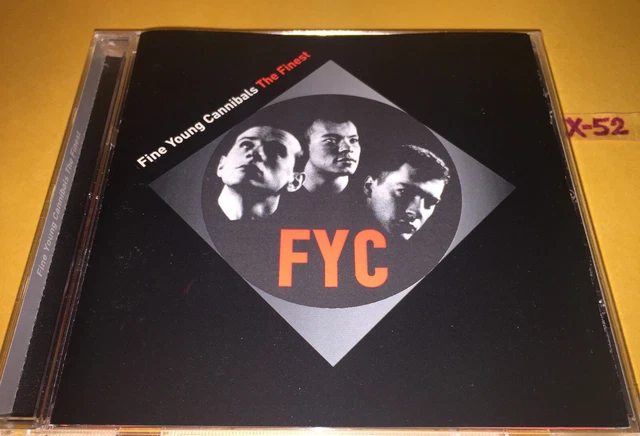 Fine Young Cannibals The Finest
FYC
Fine Young Cannibals The Finest
X-52